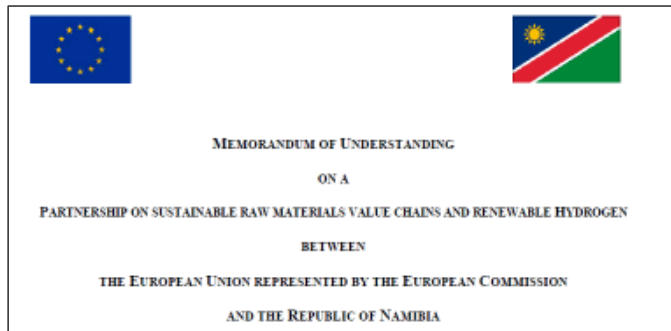 MEMORANDUM OF UNDERSTANDING
ON A
PARTNERSHIP ON SUSTAINABLE RAW MATERIALS VALUE CHAINS AND RENEWABLE HYDROGEN
BETWEEN
THE EUROPEAN UNION REPRESENTED BY THE EUROPEAN COMMISSION
AND THE REPUBLIC OF NAMIBIA